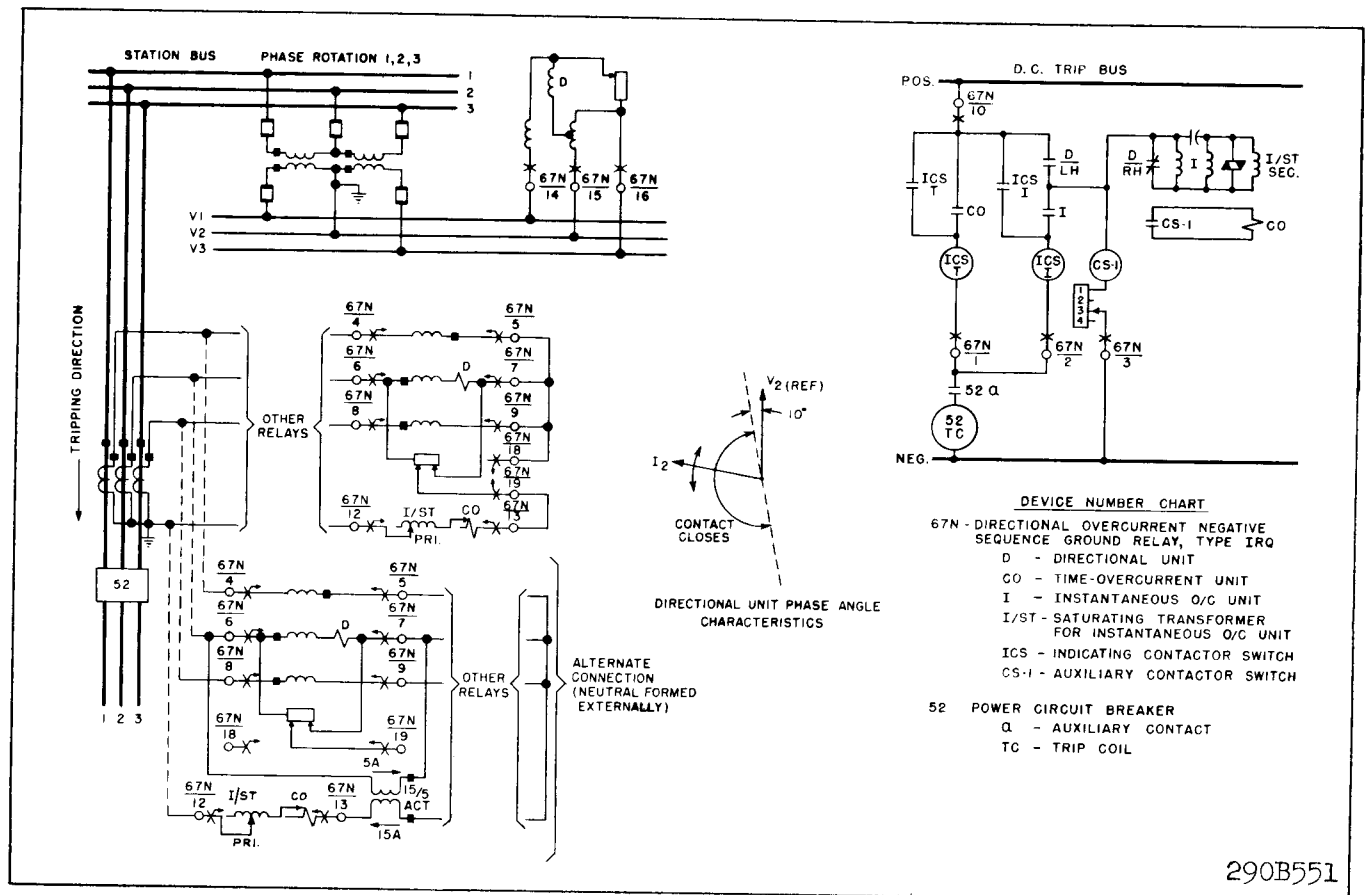 STATION BUS
PHASE ROTATION 1,2,3
1
2
3
D
67N
14
67N
15
67N
16
V1
V2
V3
TRIPPING DIRECTION
OTHER
RELAYS
67N
4
67N
5
67N
6
D
67N
7
67N
8
67N
9
67N
18
67N
19
67N
12
I/ST
PRI.
CO
67N
13
52
1 2 3
67N
4
67N
5
67N
6
D
67N
7
67N
8
67N
9
67N
18
67N
19
5A
15/5
ACT
15A
67N
12
I/ST
PRI.
CO
67N
13
OTHER
RELAYS
ALTERNATE
CONNECTION
(NEUTRAL FORMED
EXTERNALLY)
V2 (REF)
10°
I2
CONTACT
CLOSES
DIRECTIONAL UNIT PHASE ANGLE
CHARACTERISTICS
D.C. TRIP BUS
POS.
67N
10
ICS
T
CO
ICS
I
D
LH
I
D
RH
I
I/ST
SEC.
CS-1
CO
ICS
T
ICS
I
CS-1
1
2
3
4
67N
1
67N
2
67N
3
52 a
52
TC
NEG.
DEVICE NUMBER CHART
67N - DIRECTIONAL OVERCURRENT NEGATIVE
SEQUENCE GROUND RELAY, TYPE IRQ
D - DIRECTIONAL UNIT
CO - TIME-OVERCURRENT UNIT
I - INSTANTANEOUS O/C UNIT
I/ST - SATURATING TRANSFORMER
FOR INSTANTANEOUS O/C UNIT
ICS - INDICATING CONTACTOR SWITCH
CS-1 - AUXILIARY CONTACTOR SWITCH
52 POWER CIRCUIT BREAKER
a - AUXILIARY CONTACT
TC - TRIP COIL
290B551